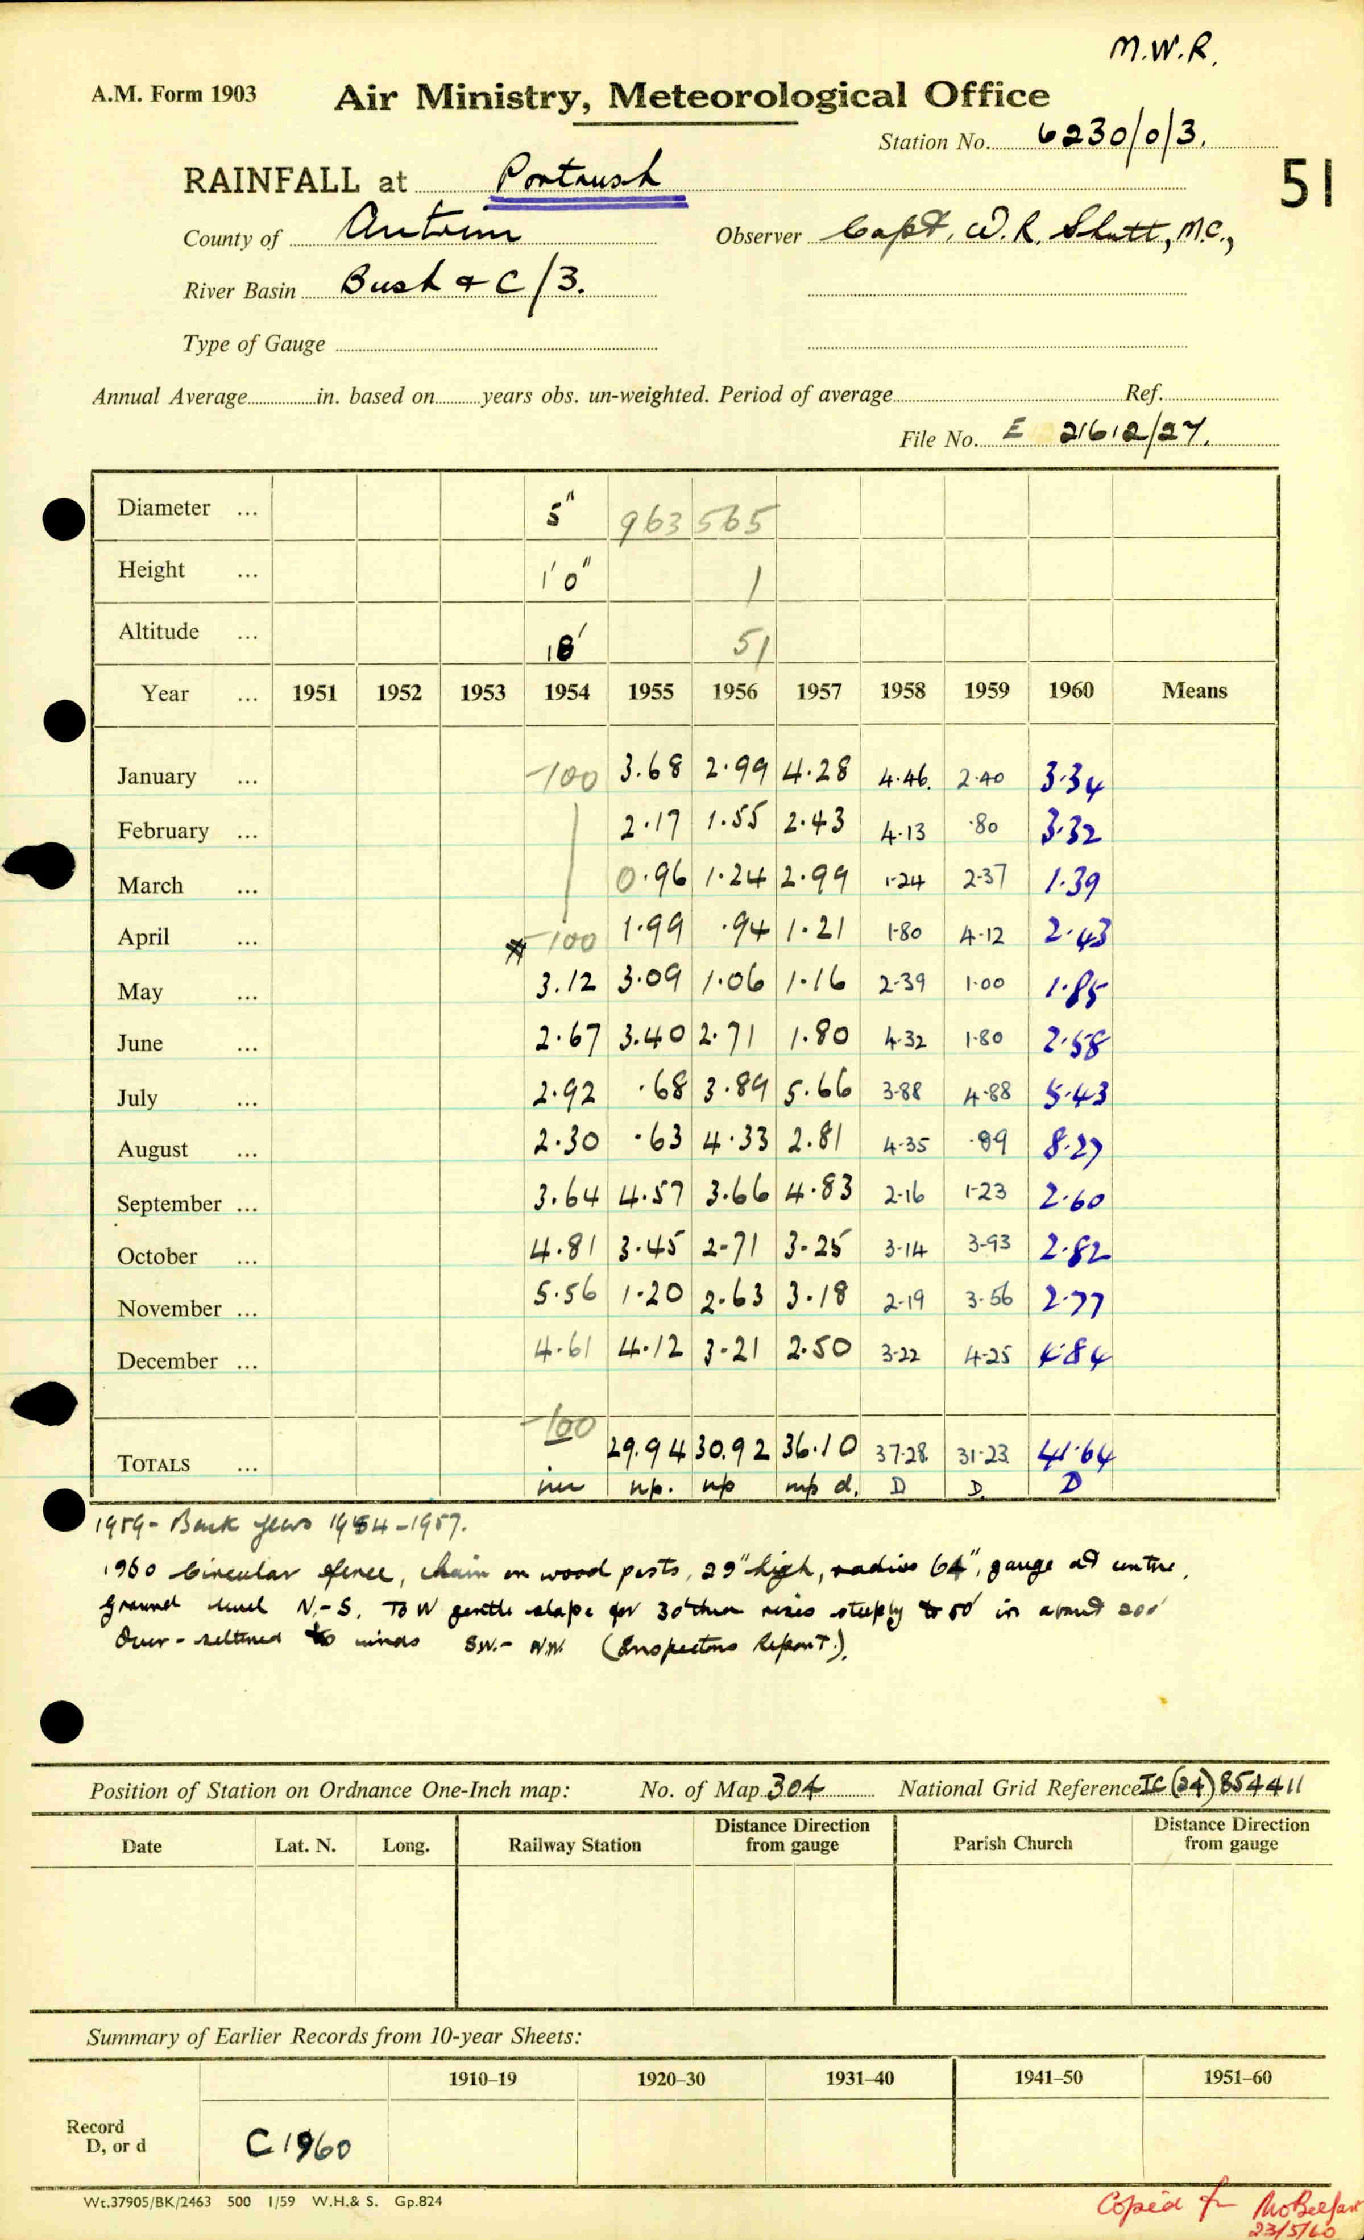 M.W.R.
A.M. Form 1903 Air Ministry, Meteorological Office
Station No. 6230/0/3.
RAINFALL at Portrush 51
County of Antrim Observer Capt. W. R. Shutt, M.C.,
River Basin Bush & C/3.
Type of Gauge
Annual Average in. based on years obs. un-weighted. Period of average Ref.
File No. E 21612/27.
Diameter ... 5" 963 565
Height ... 1' 0" 1
Altitude ... 18' 51
Year ... 1951 1952 1953 1954 1955 1956 1957 1958 1959 1960 Means
January ... -100 3.68 2.99 4.28 4.46. 2.40 3.34
February ... 2.17 1.55 2.43 4.13 .80 3.32
March ... 0.96 1.24 2.99 1.24 2.37 1.39
April ... * -100 1.99 .94 1.21 1.80 4.12 2.43
May ... 3.12 3.09 1.06 1.16 2.39 1.00 1.85
June ... 2.67 3.40 2.71 1.80 4.32 1.80 2.58
July ... 2.92 .68 3.89 5.66 3.88 4.88 5.43
August ... 2.30 .63 4.33 2.81 4.35 .89 8.27
September ... 3.64 4.57 3.66 4.83 2.16 1.23 2.60
October ... 4.81 3.45 2.71 3.25 3.14 3.93 2.82
November ... 5.56 1.20 2.63 3.18 2.19 3.56 2.77
December ... 4.61 4.12 3.21 2.50 3.22 4.25 4.84
-100
TOTALS ... 29.94 30.92 36.10 37.28 31.23 41.64
inc np. np mp d. D D. D
1959 - Back years 1954-1957.
1960 Circular fence, chain on wood posts, 29" high, radius 64", gauge at centre.
Ground level N.-S. To W gentle slope for 30' then rises steeply to 50' in about 200'
Over-sheltered to winds SW.- NW. (Inspectors Report.).
Position of Station on Ordnance One-Inch map: No. of Map 304 National Grid Reference IC (24) 854411
Date Lat. N. Long. Railway Station Distance Direction from gauge Parish Church Distance Direction from gauge
Summary of Earlier Records from 10-year Sheets:
1910–19 1920–30 1931–40 1941–50 1951–60
Record
D, or d C 1960
Wt.37905/BK/2463 500 1/59 W.H.& S. Gp.824
Copied for MO Belfast
23/5/60